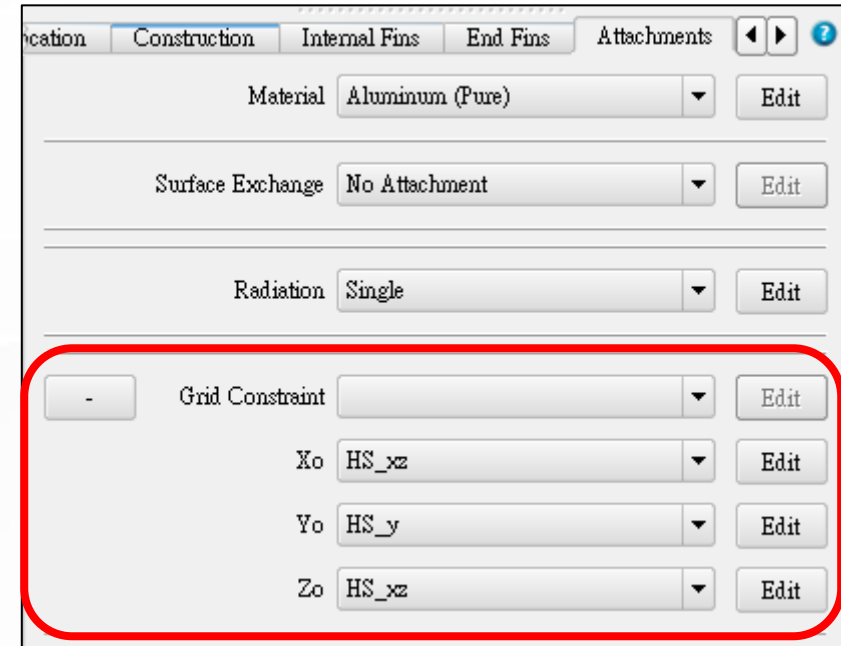 ication Construction Internal Fins End Fins Attachments ?
Material Aluminum (Pure) Edit
Surface Exchange No Attachment Edit
Radiation Single Edit
- Grid Constraint Edit
Xo HS_xz Edit
Yo HS_y Edit
Zo HS_xz Edit